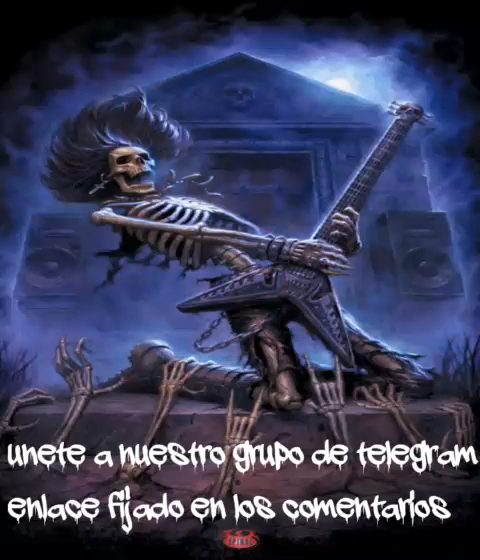 unete a nuestro grupo de telegram
enlace fijado en los comentarios